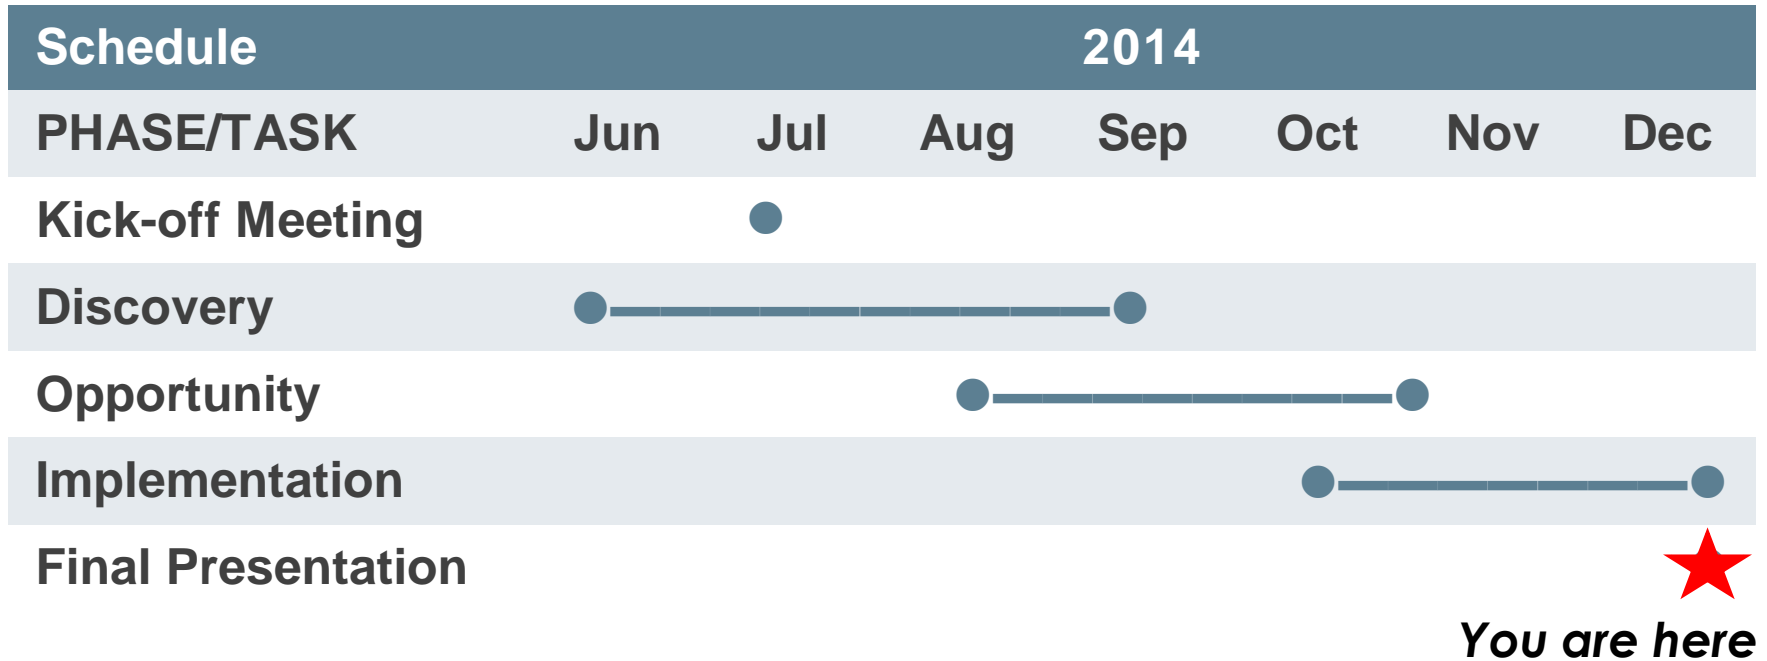 Schedule 2014
PHASE/TASK Jun Jul Aug Sep Oct Nov Dec
Kick-off Meeting
Discovery
Opportunity
Implementation
Final Presentation
You are here